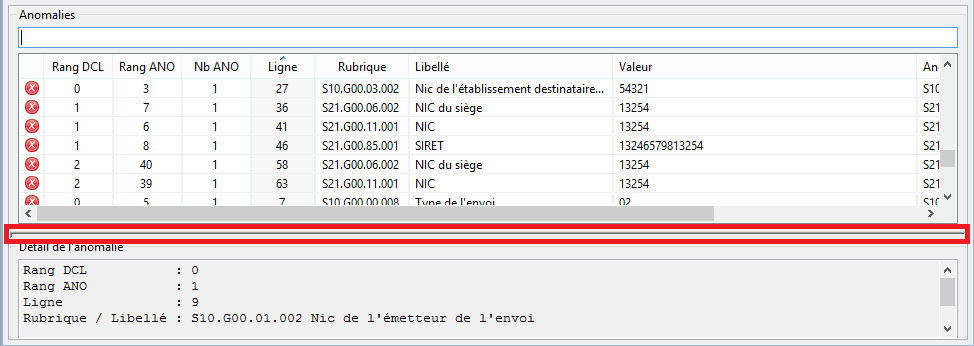 Anomalies
Rang DCL Rang ANO Nb ANO Ligne Rubrique Libellé Valeur An
0 3 1 27 S10.G00.03.002 Nic de l'établissement destinataire... 54321 S10
1 7 1 36 S21.G00.06.002 NIC du siège 13254 S21
1 6 1 41 S21.G00.11.001 NIC 13254 S21
1 8 1 46 S21.G00.85.001 SIRET 13246579813254 S21
2 40 1 58 S21.G00.06.002 NIC du siège 13254 S21
2 39 1 63 S21.G00.11.001 NIC 13254 S21
0 5 1 7 S10.G00.00.008 Type de l'envoi 02 S10
Détail de l'anomalie
Rang DCL : 0
Rang ANO : 1
Ligne : 9
Rubrique / Libellé : S10.G00.01.002 Nic de l'émetteur de l'envoi